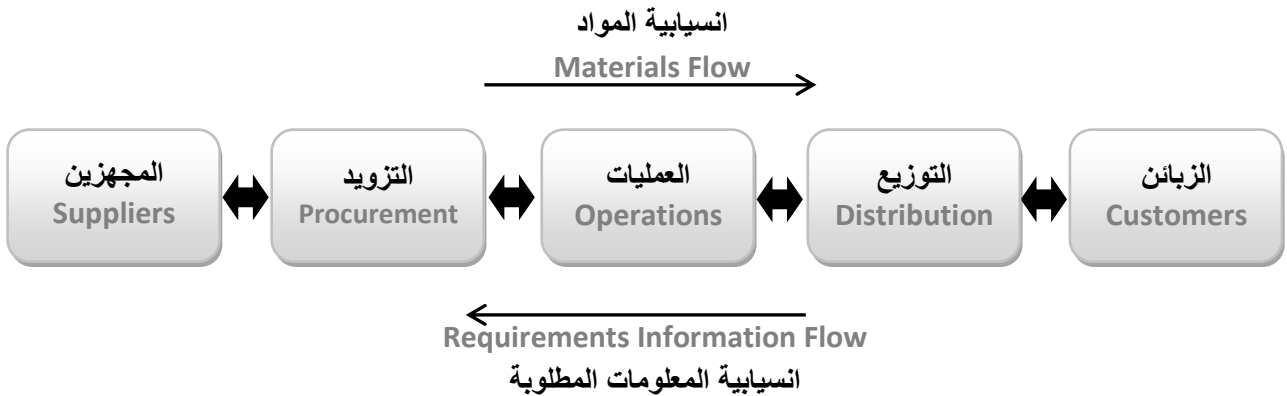 انسيابية المواد
Materials Flow
المجهزين
Suppliers
التزويد
Procurement
العمليات
Operations
التوزيع
Distribution
الزبائن
Customers
Requirements Information Flow
انسيابية المعلومات المطلوبة